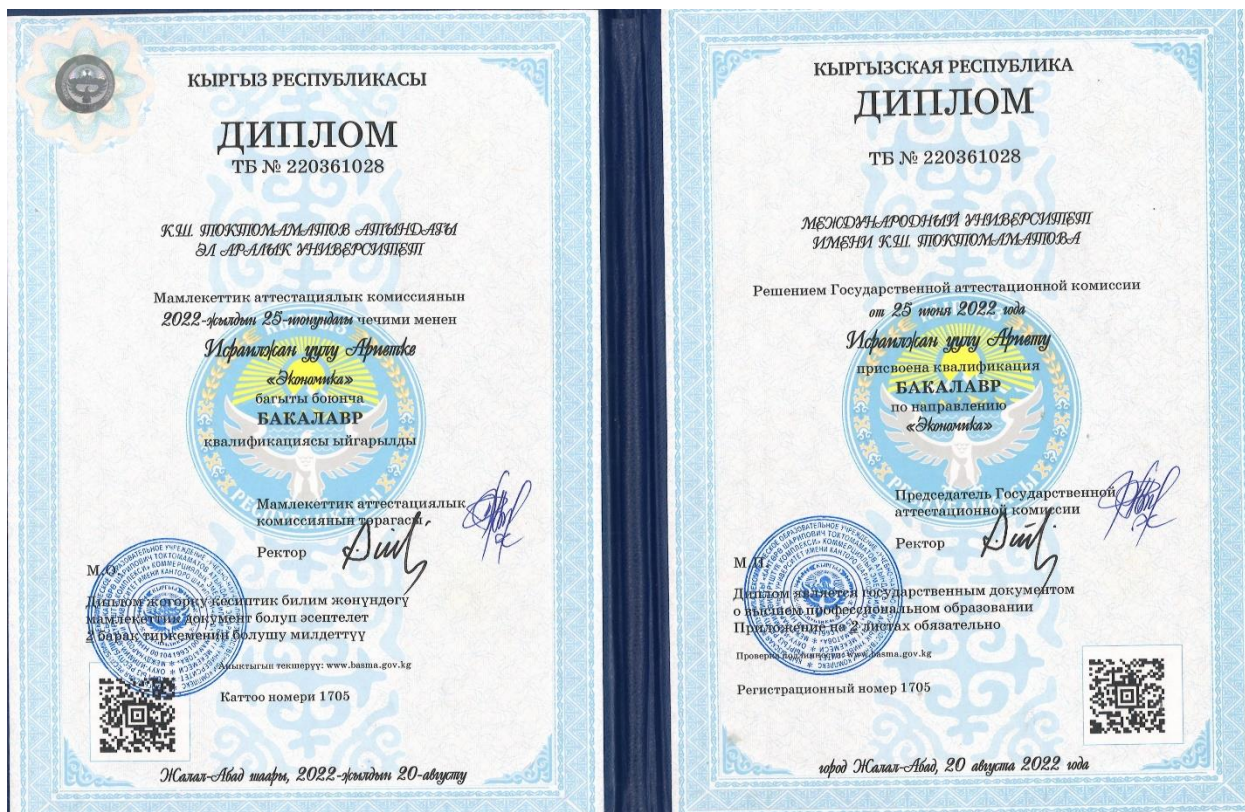 КЫРГЫЗ РЕСПУБЛИКАСЫ
ДИПЛОМ
ТБ № 220361028
К.Ш. ТОКТОМАМАТОВ АТЫНДАГЫ
ЭЛ АРАЛЫК УНИВЕРСИТЕТ
Мамлекеттик аттестациялык комиссиянын
2022-жылдын 25-июнундагы чечими менен
Исфаилжан уулу Ариетке
«Экономика»
багыты боюнча
БАКАЛАВР
квалификациясы ыйгарылды
Мамлекеттик аттестациялык
комиссиянын төрагасы
Ректор
М.О.
Диплом жогорку кесиптик билим жөнүндөгү
мамлекеттик документ болуп эсептелет
2 барак тиркеменин болушу милдеттүү
Аныктыгын текшерүү: www.basma.gov.kg
Каттоо номери 1705
Жалал-Абад шаары, 2022-жылдын 20-августу
КЫРГЫЗСКАЯ РЕСПУБЛИКА
ДИПЛОМ
ТБ № 220361028
МЕЖДУНАРОДНЫЙ УНИВЕРСИТЕТ
ИМЕНИ К.Ш. ТОКТОМАМАТОВА
Решением Государственной аттестационной комиссии
от 25 июня 2022 года
Исфаилжан уулу Ариету
присвоена квалификация
БАКАЛАВР
по направлению
«Экономика»
Председатель Государственной
аттестационной комиссии
Ректор
М.П.
Диплом является государственным документом
о высшем профессиональном образовании
Приложение на 2 листах обязательно
Проверка подлинности: www.basma.gov.kg
Регистрационный номер 1705
город Жалал-Абад, 20 августа 2022 года